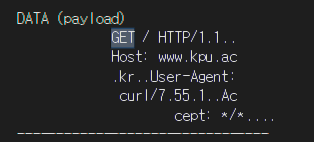 DATA (payload)
GET / HTTP/1.1..
Host: www.kpu.ac
.kr..User-Agent:
curl/7.55.1..Ac
cept: */*....
--------------------------------